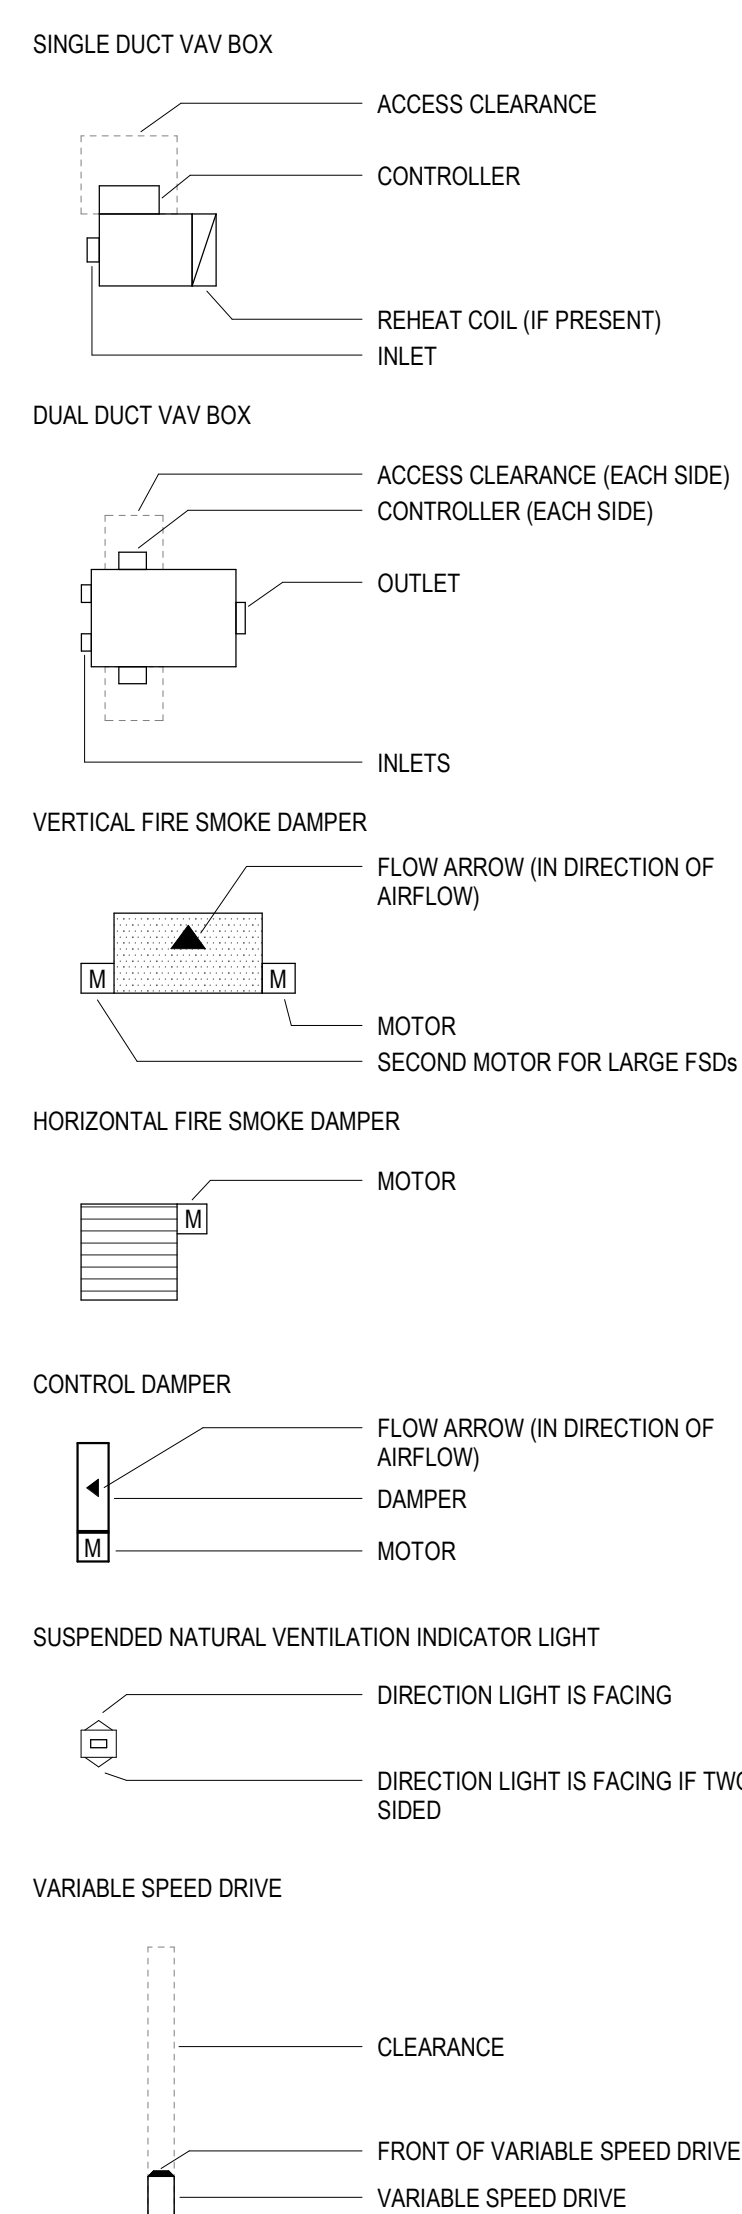 SINGLE DUCT VAV BOX
ACCESS CLEARANCE
CONTROLLER
REHEAT COIL (IF PRESENT)
INLET
DUAL DUCT VAV BOX
ACCESS CLEARANCE (EACH SIDE)
CONTROLLER (EACH SIDE)
OUTLET
INLETS
VERTICAL FIRE SMOKE DAMPER
FLOW ARROW (IN DIRECTION OF
AIRFLOW)
M M
MOTOR
SECOND MOTOR FOR LARGE FSDs
HORIZONTAL FIRE SMOKE DAMPER
MOTOR
M
CONTROL DAMPER
FLOW ARROW (IN DIRECTION OF
AIRFLOW)
DAMPER
M
MOTOR
SUSPENDED NATURAL VENTILATION INDICATOR LIGHT
DIRECTION LIGHT IS FACING
DIRECTION LIGHT IS FACING IF TWO
SIDED
VARIABLE SPEED DRIVE
CLEARANCE
FRONT OF VARIABLE SPEED DRIVE
VARIABLE SPEED DRIVE